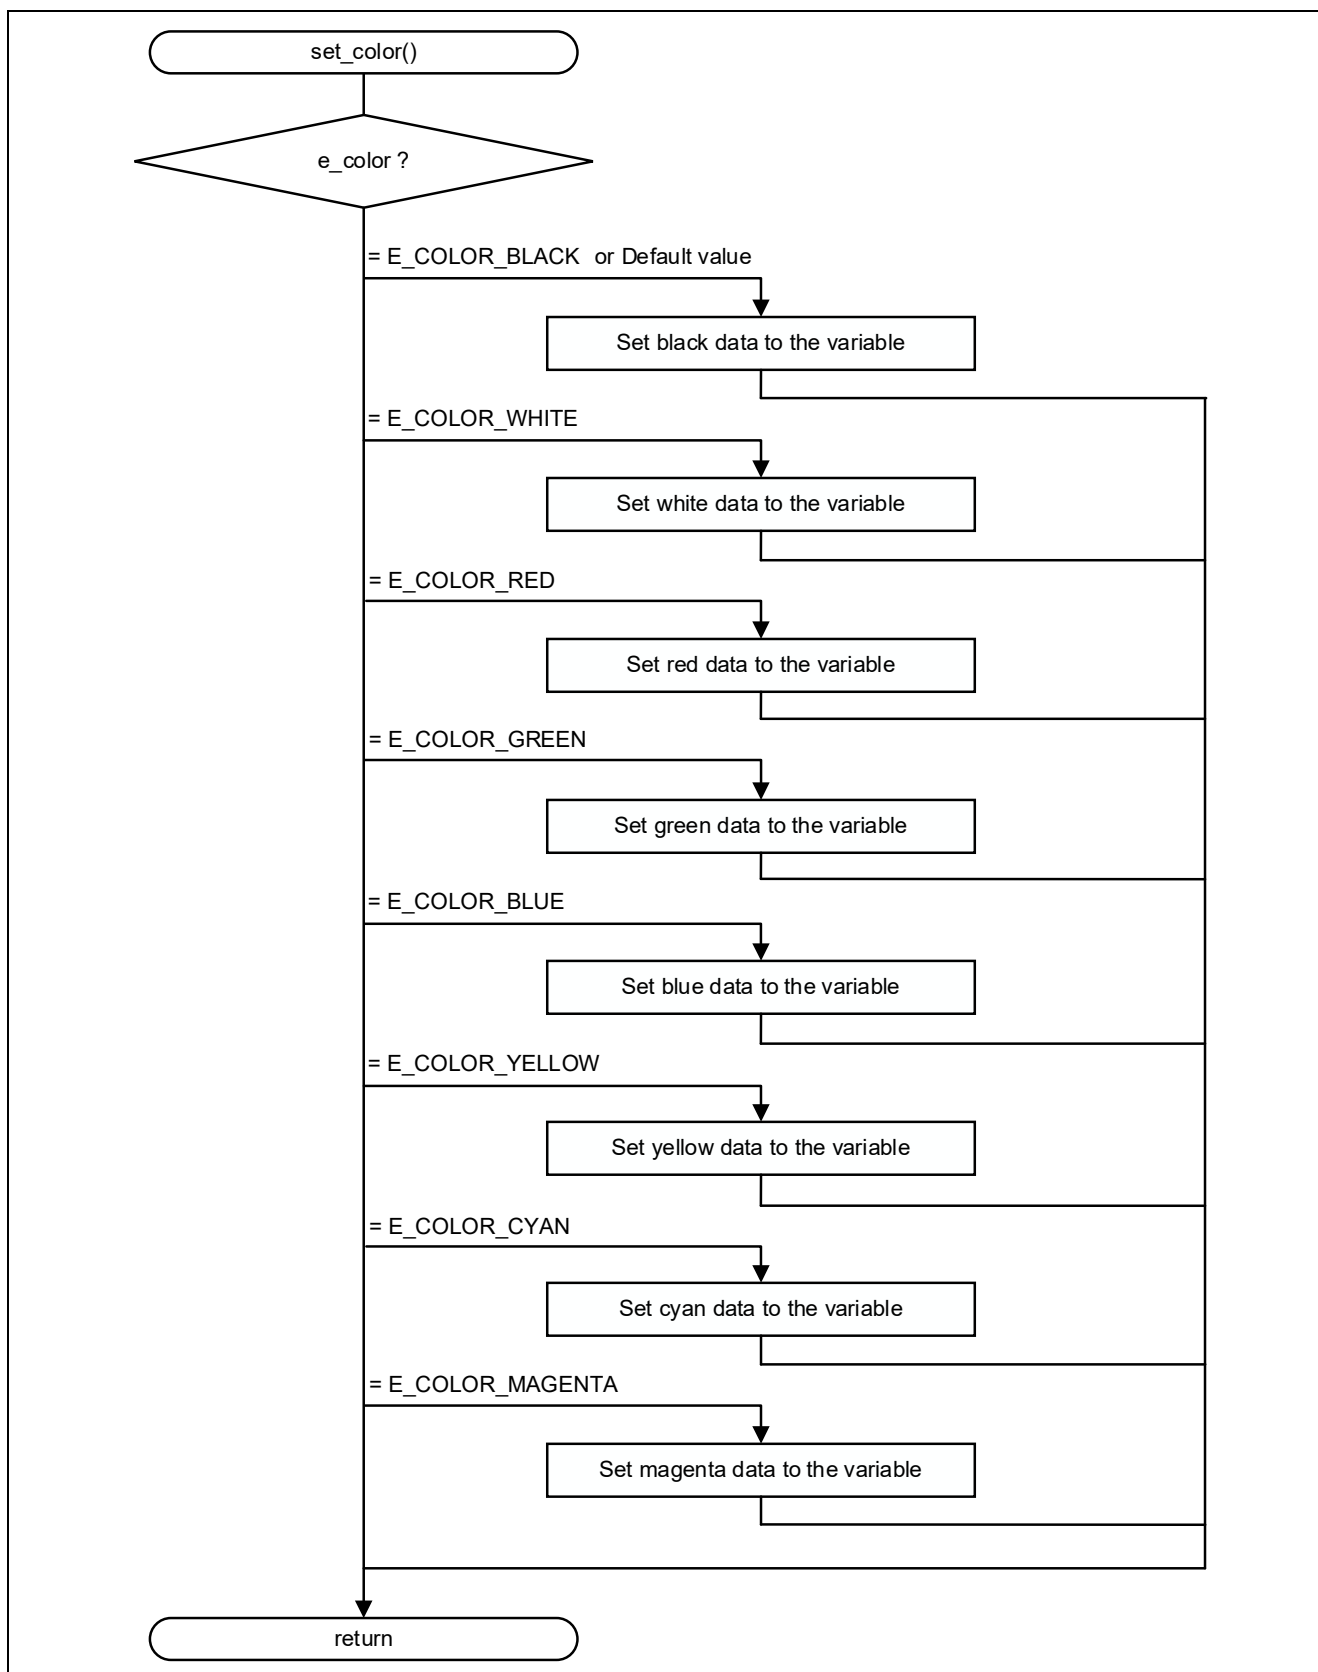 set_color()
e_color ?
= E_COLOR_BLACK or Default value
Set black data to the variable
= E_COLOR_WHITE
Set white data to the variable
= E_COLOR_RED
Set red data to the variable
= E_COLOR_GREEN
Set green data to the variable
= E_COLOR_BLUE
Set blue data to the variable
= E_COLOR_YELLOW
Set yellow data to the variable
= E_COLOR_CYAN
Set cyan data to the variable
= E_COLOR_MAGENTA
Set magenta data to the variable
return